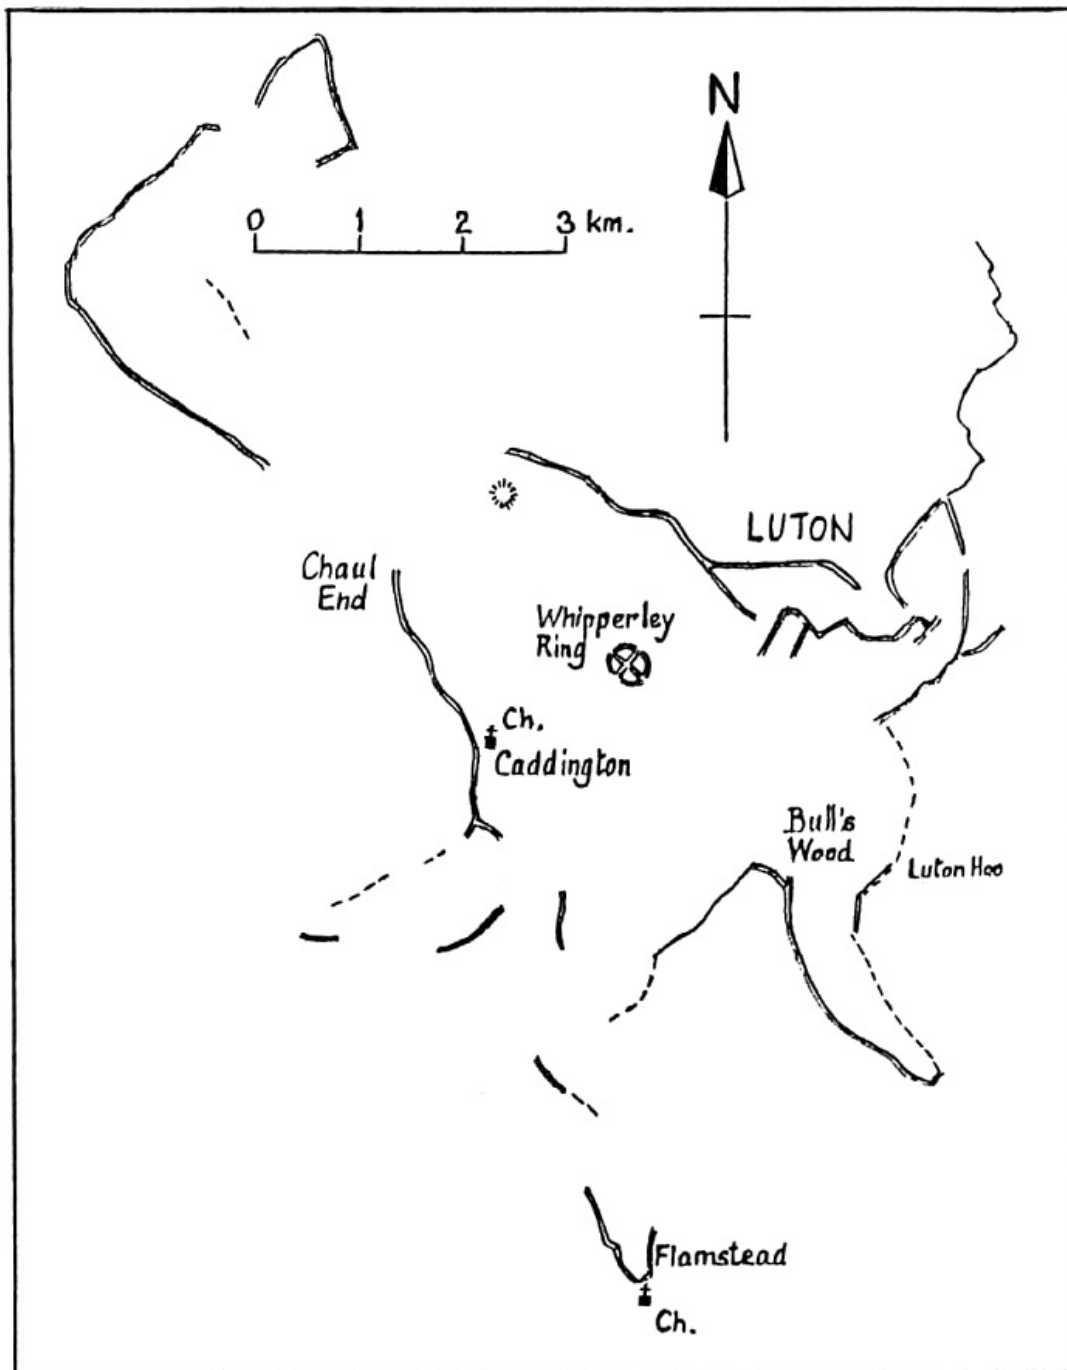 N
0 1 2 3 km.
LUTON
Chaul
End
Whipperley
Ring
Ch.
Caddington
Bull's
Wood
Luton Hoo
Flamstead
Ch.